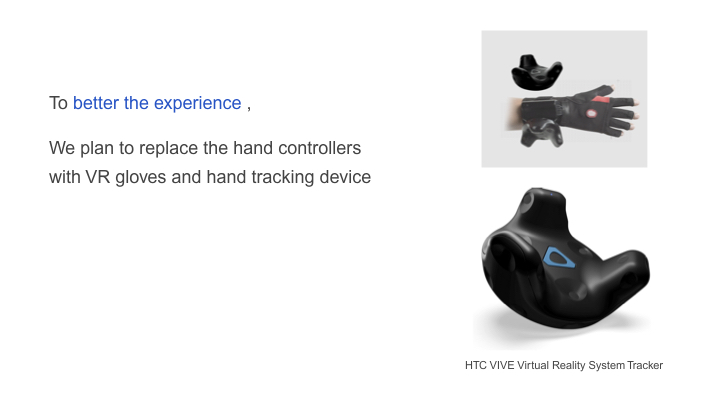 To better the experience ,
We plan to replace the hand controllers
with VR gloves and hand tracking device
HTC VIVE Virtual Reality System Tracker